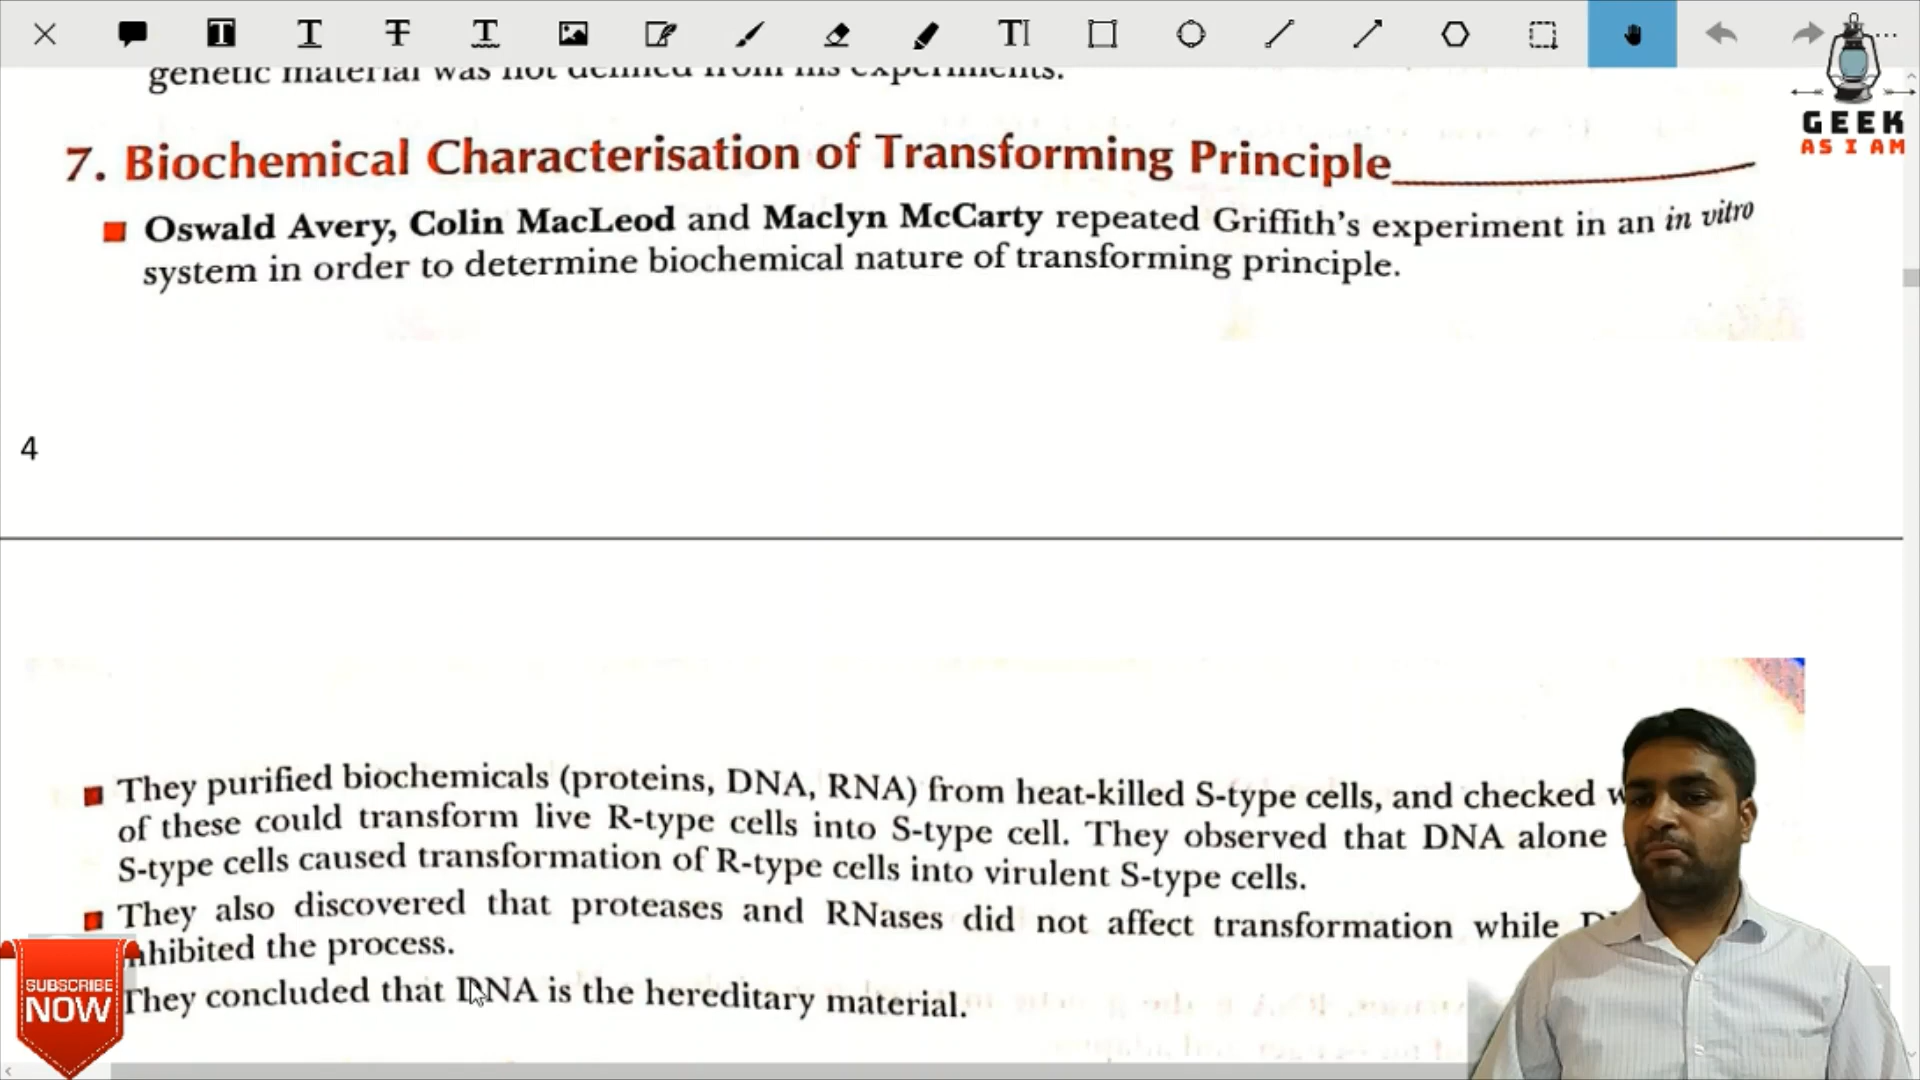 genetic material was not defined from his experiments.
GEEK
AS I AM
7. Biochemical Characterisation of Transforming Principle
Oswald Avery, Colin MacLeod and Maclyn McCarty repeated Griffith's experiment in an in vitro
system in order to determine biochemical nature of transforming principle.
4
They purified biochemicals (proteins, DNA, RNA) from heat-killed S-type cells, and checked
of these could transform live R-type cells into S-type cell. They observed that DNA alone
S-type cells caused transformation of R-type cells into virulent S-type cells.
They also discovered that proteases and RNases did not affect transformation while
inhibited the process.
They concluded that DNA is the hereditary material.
SUBSCRIBE
NOW